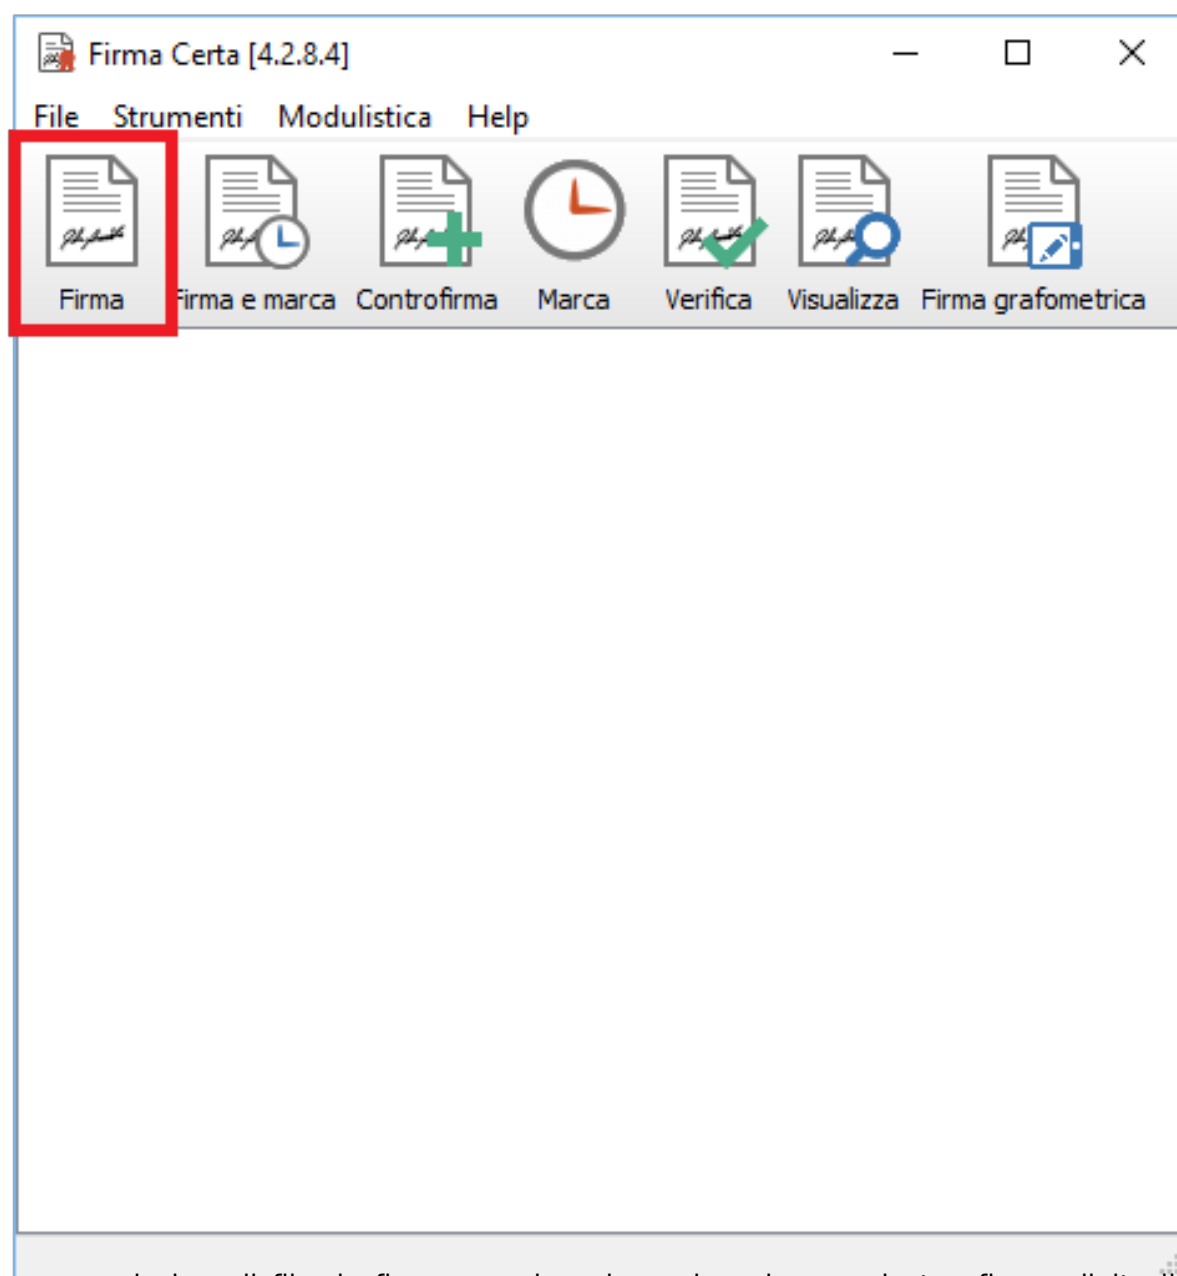 Firma Certa [4.2.8.4]
File Strumenti Modulistica Help
Firma Firma e marca Controfirma Marca Verifica Visualizza Firma grafometrica